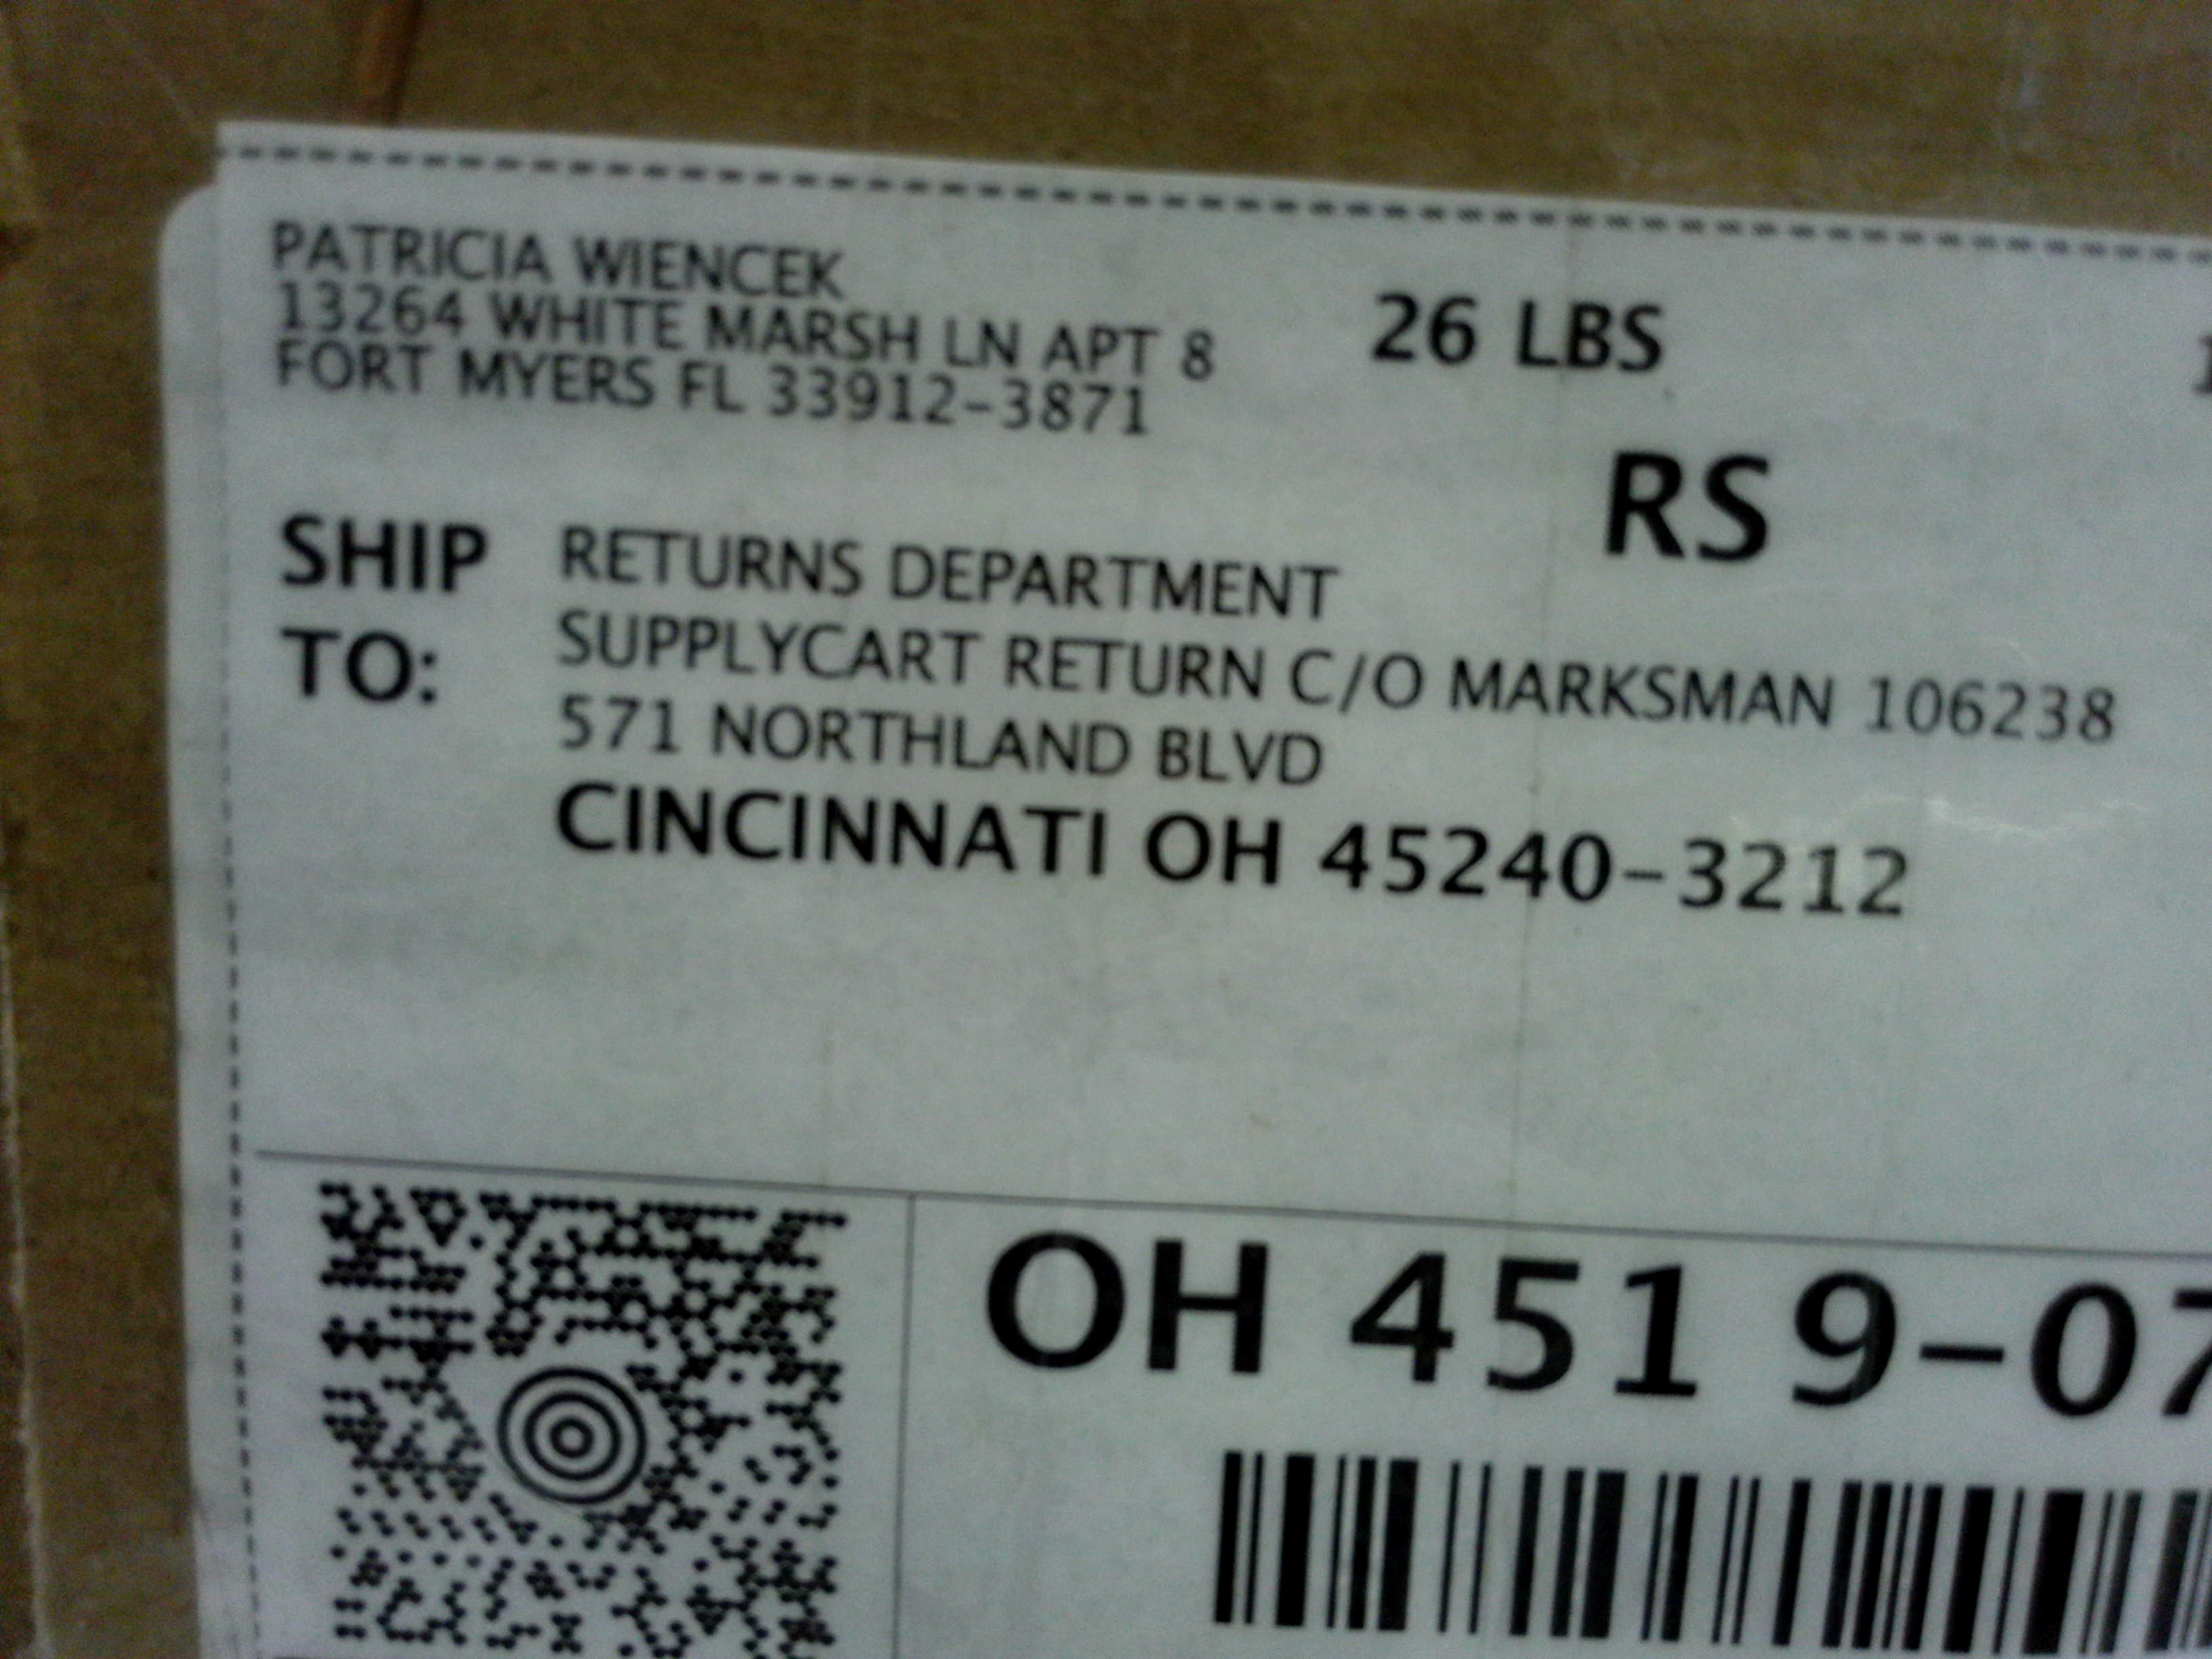 PATRICIA WIENCEK
13264 WHITE MARSH LN APT 8
FORT MYERS FL 33912-3871
26 LBS
1
RS
SHIP TO:
RETURNS DEPARTMENT
SUPPLYCART RETURN C/O MARKSMAN 106238
571 NORTHLAND BLVD
CINCINNATI OH 45240-3212
OH 451 9-07